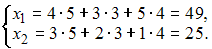 x₁ = 4 · 5 + 3 · 3 + 5 · 4 = 49,
x₂ = 3 · 5 + 2 · 3 + 1 · 4 = 25.